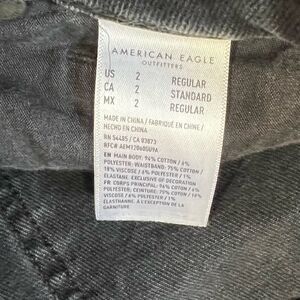 AMERICAN EAGLE
OUTFITTERS
US 2 REGULAR
CA 2 STANDARD
MX 2 REGULAR
MADE IN CHINA / FABRIQUÉ EN CHINE /
HECHO EN CHINA
RN 54485 / CA 03073
RFC# AEM120605U9A
EN MAIN BODY: 94% COTTON / 6%
POLYESTER; WAISTBAND: 75% COTTON /
18% VISCOSE / 6% POLYESTER / 1%
ELASTANE. EXCLUSIVE OF DECORATION
FR CORPS PRINCIPAL: 94% COTON / 6%
POLYESTER; CEINTURE: 75% COTON / 18%
VISCOSE / 6% POLYESTER / 1%
ÉLASTHANNE. À L'EXCEPTION DE LA
GARNITURE